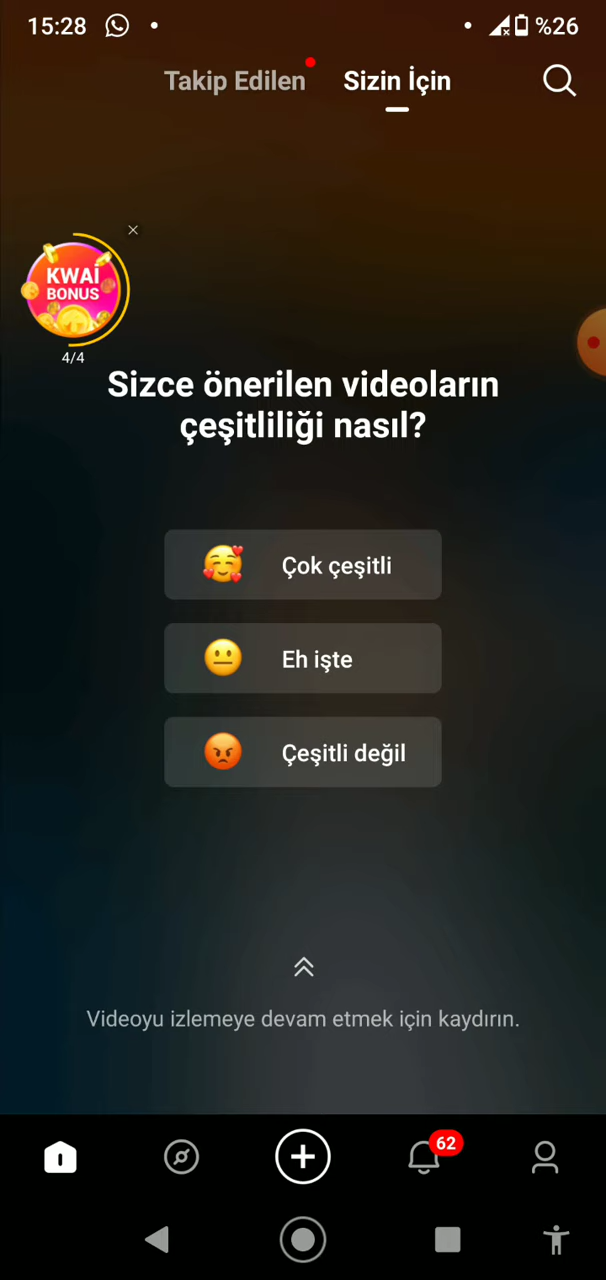 15:28
%26
Takip Edilen
Sizin İçin
KWAİ
BONUS
4/4
Sizce önerilen videoların
çeşitliliği nasıl?
Çok çeşitli
Eh işte
Çeşitli değil
Videoyu izlemeye devam etmek için kaydırın.
62